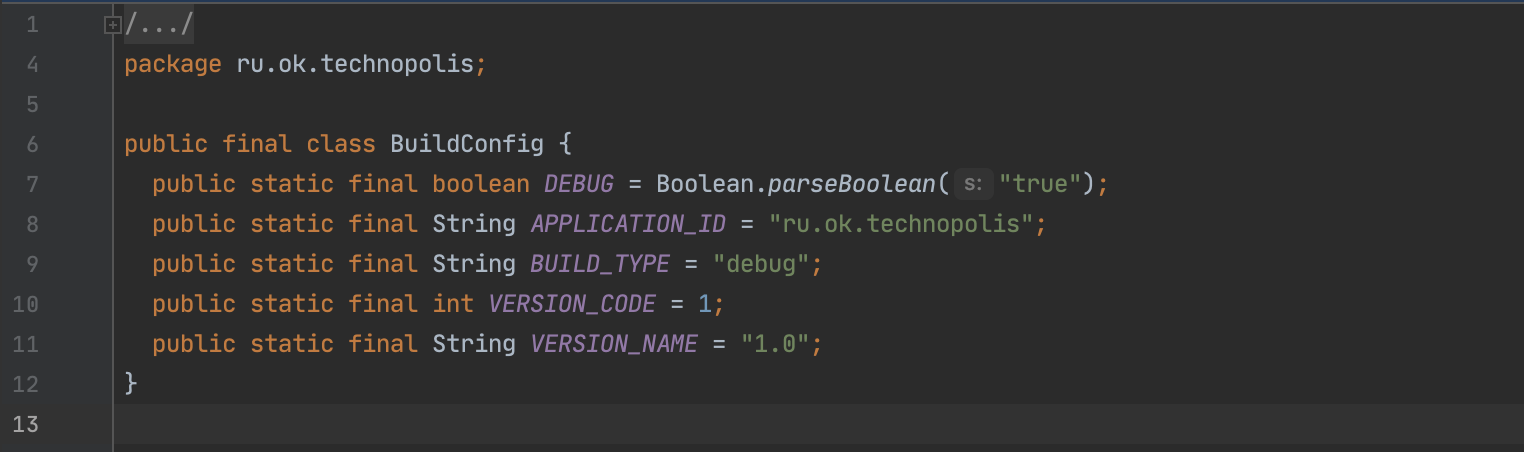 1 /.../
4 package ru.ok.technopolis;
5
6 public final class BuildConfig {
7 public static final boolean DEBUG = Boolean.parseBoolean( s: "true");
8 public static final String APPLICATION_ID = "ru.ok.technopolis";
9 public static final String BUILD_TYPE = "debug";
10 public static final int VERSION_CODE = 1;
11 public static final String VERSION_NAME = "1.0";
12 }
13